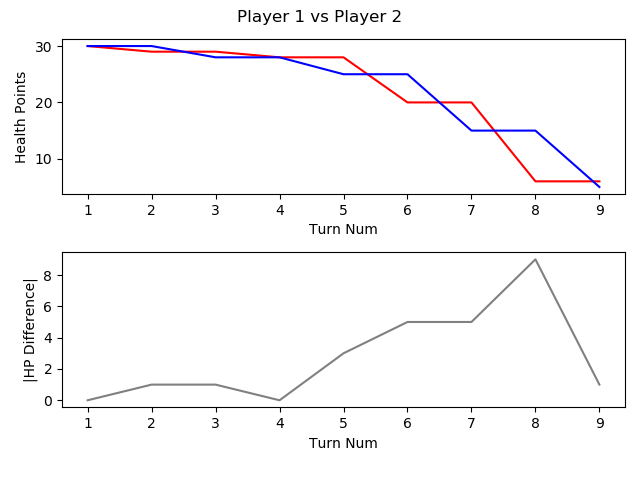 Player 1 vs Player 2
Health Points
30
20
10
1 2 3 4 5 6 7 8 9
Turn Num
|HP Difference|
8
6
4
2
0
1 2 3 4 5 6 7 8 9
Turn Num